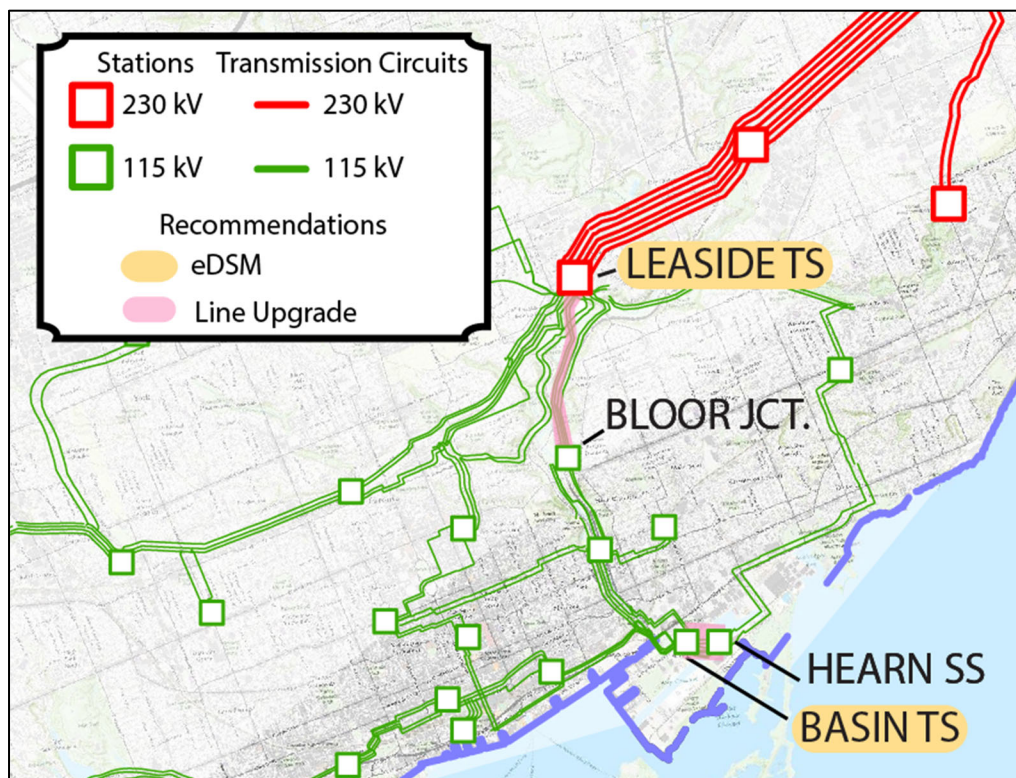 Stations Transmission Circuits
230 kV 230 kV
115 kV 115 kV
Recommendations
eDSM
Line Upgrade
LEASIDE TS
BLOOR JCT.
HEARN SS
BASIN TS